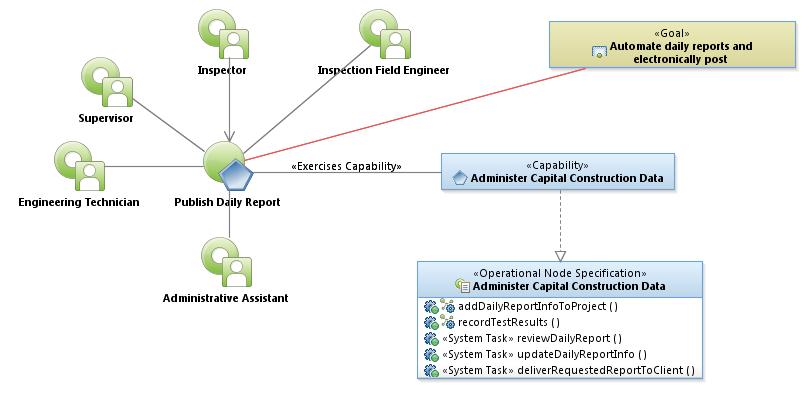 Inspector
Inspection Field Engineer
«Goal»
Automate daily reports and
electronically post
Supervisor
Engineering Technician
Publish Daily Report
«Exercises Capability»
«Capability»
Administer Capital Construction Data
Administrative Assistant
«Operational Node Specification»
Administer Capital Construction Data
addDailyReportInfoToProject ( )
recordTestResults ( )
«System Task» reviewDailyReport ( )
«System Task» updateDailyReportInfo ( )
«System Task» deliverRequestedReportToClient ( )